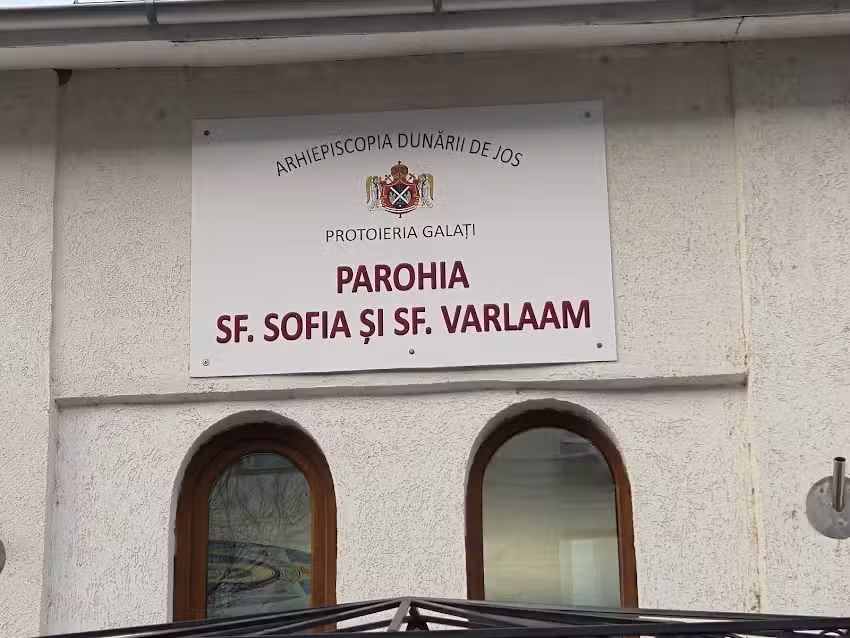 ARHIEPISCOPIA DUNĂRII DE JOS
PROTOIERIA GALAȚI
PAROHIA
SF. SOFIA ȘI SF. VARLAAM